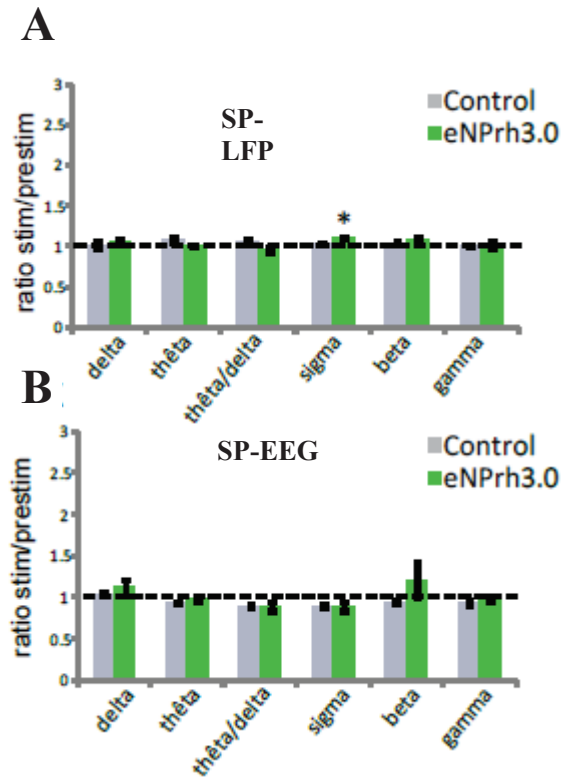 A
3
2.5
2
1.5
1
0.5
0
ratio stim/prestim
SP-
LFP
Control
eNPrh3.0
*
delta
thêta
thêta/delta
sigma
beta
gamma
B
3
2.5
2
1.5
1
0.5
0
ratio stim/prestim
SP-EEG
Control
eNPrh3.0
delta
thêta
thêta/delta
sigma
beta
gamma